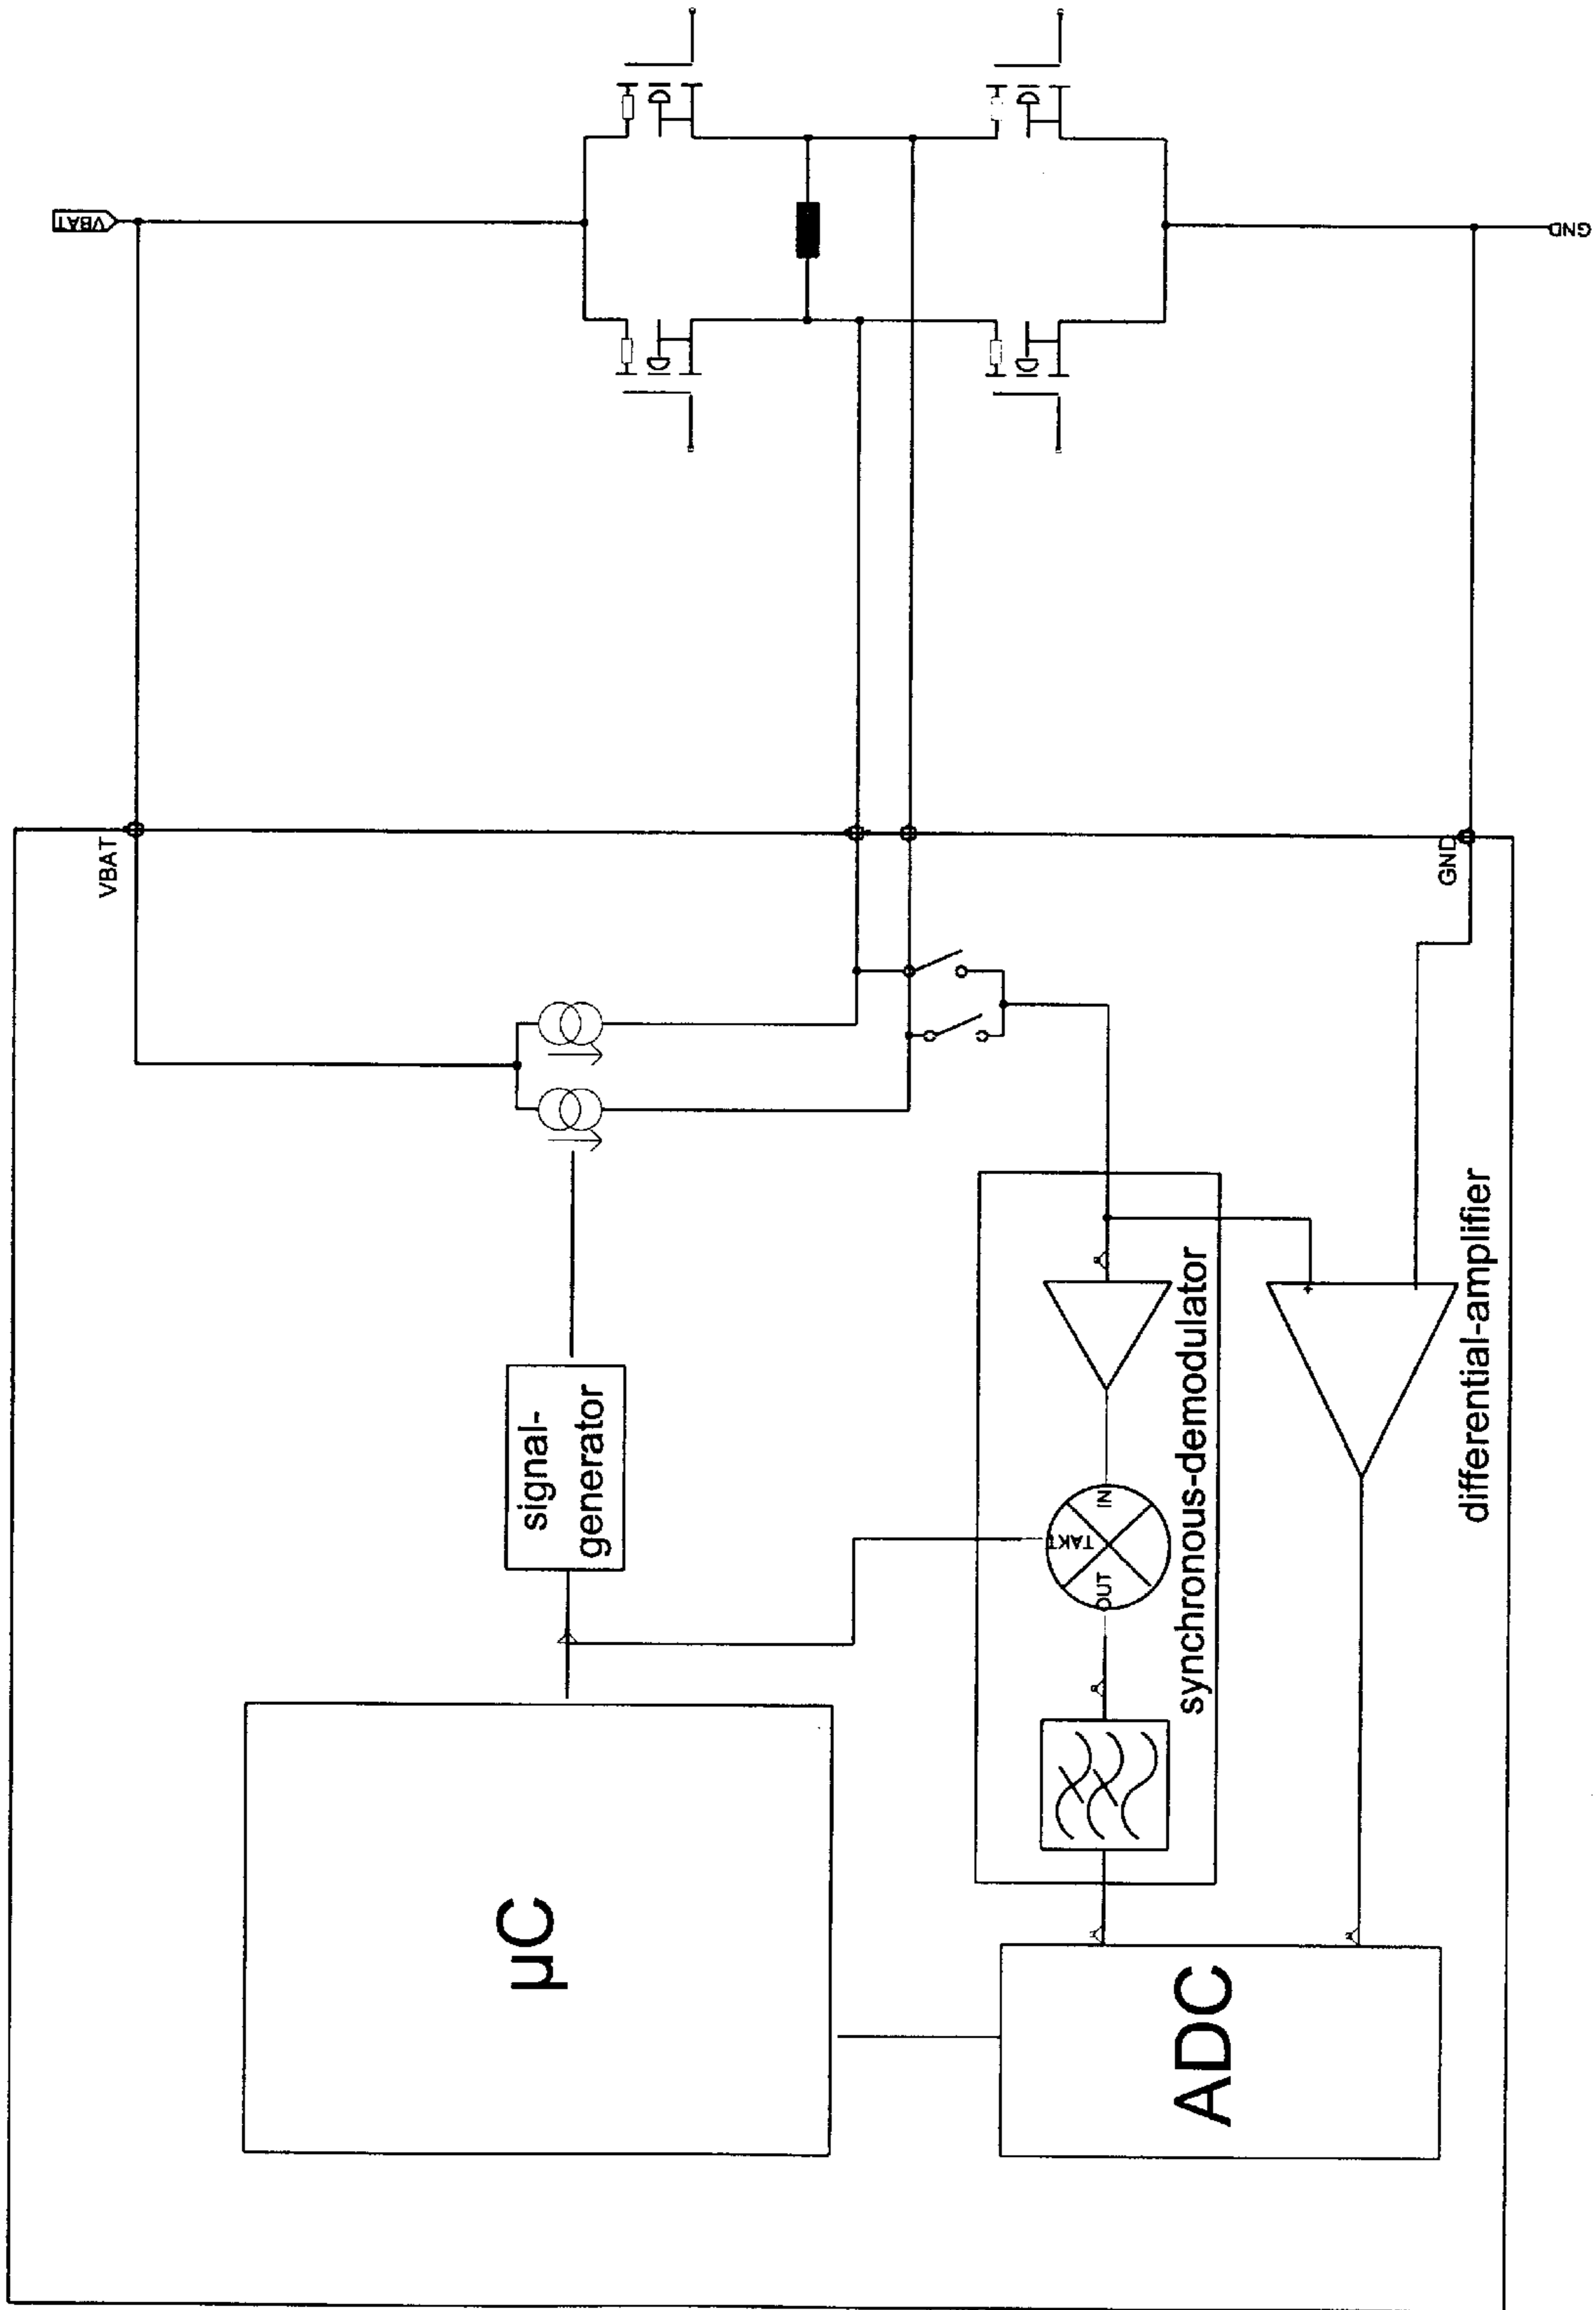 VBAT
GND
VBAT
GND
signal-
generator
differential-amplifier
synchronous-demodulator
IN
TAKT
OUT
+
µC
ADC